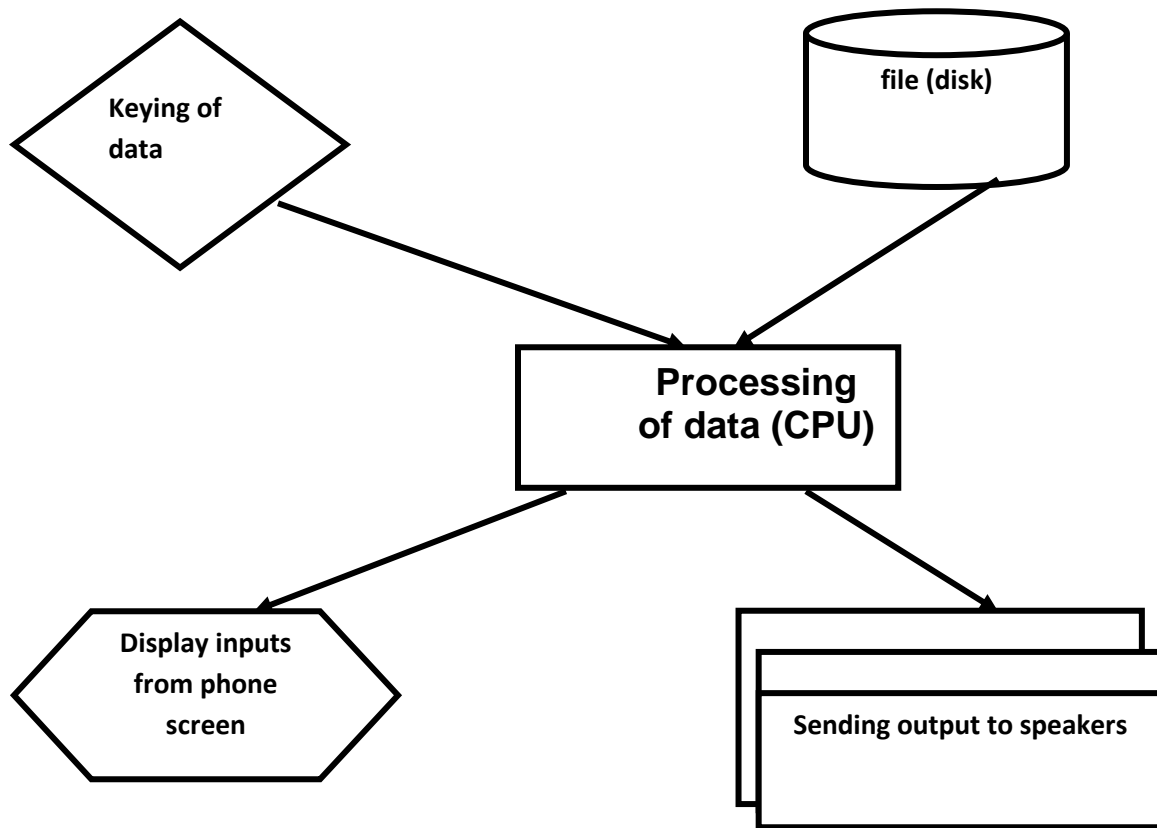 Keying of
data
file (disk)
Processing
of data (CPU)
Display inputs
from phone
screen
Sending output to speakers